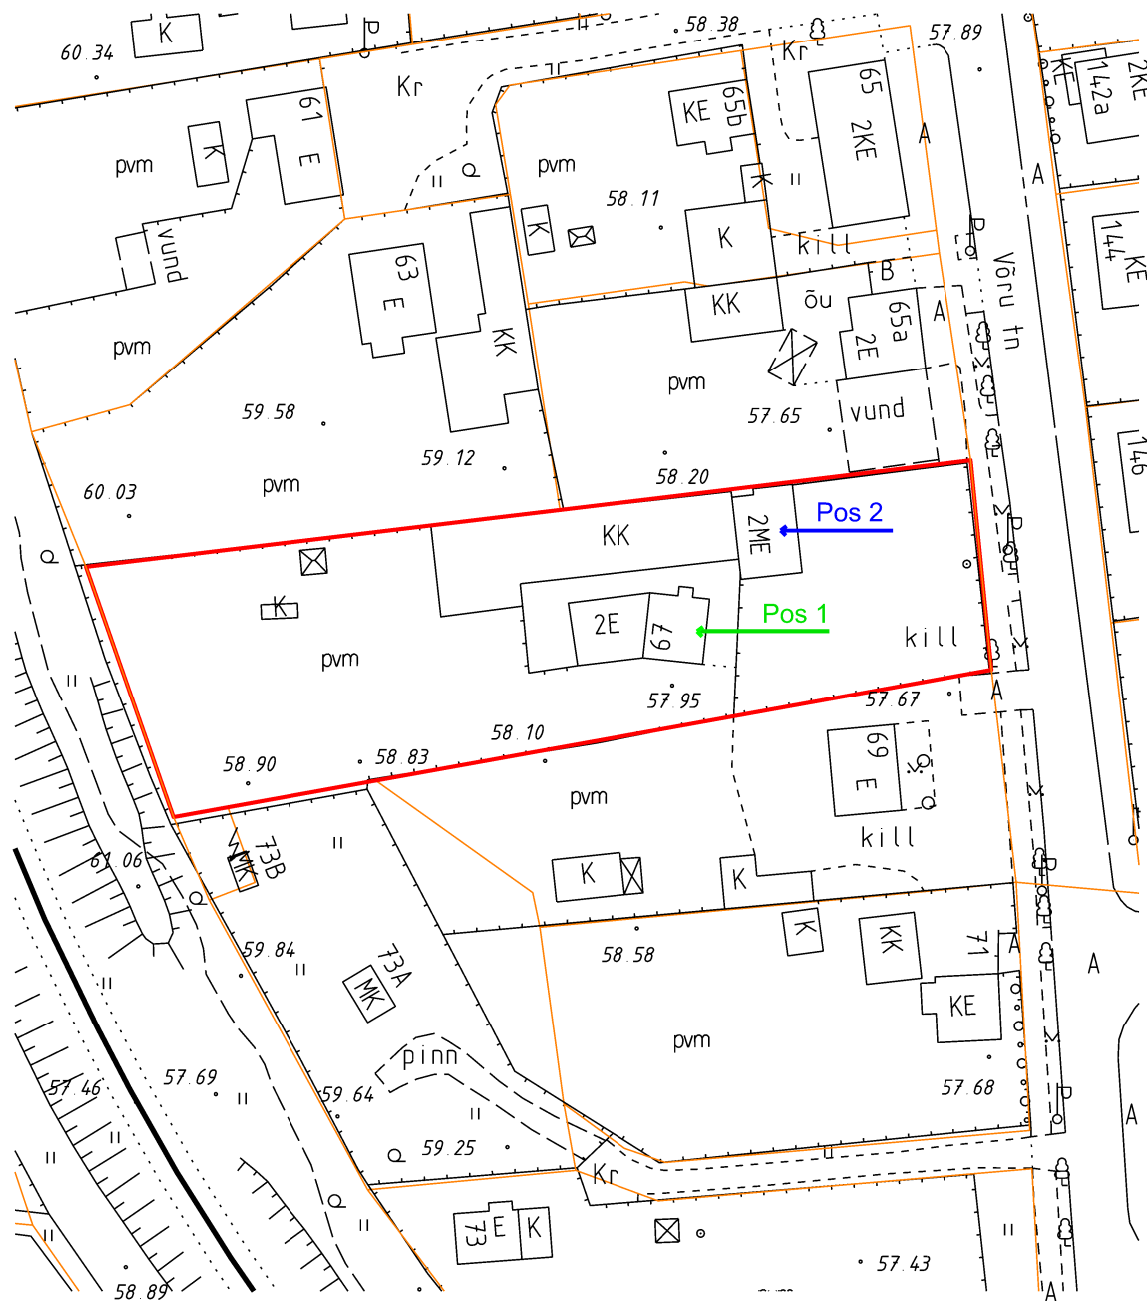 K
P
58.38
57.89
60.34
Kr
Kr
61
E
K
pvm
KE
65b
65
2KE
A
KE
142a
2KE
pvm
58.11
K
K
K
kill
A
P
vund
63
E
KK
KK
õu
B
65a
2E
A
Võru tn
144
KE
pvm
pvm
vund
59.58
57.65
59.12
58.20
60.03
pvm
146
Pos 2
KK
2ME
P
K
2E
67
Pos 1
kill
pvm
57.95
57.67
A
58.10
58.83
58.90
69
E
pvm
kill
61.06
MK
73B
K
K
P
59.84
58.58
K
KK
71
A
A
73A
MK
KE
pinn
pvm
57.46
57.69
59.64
57.68
P
A
59.25
Kr
73
E
K
57.43
58.89
pvm
A